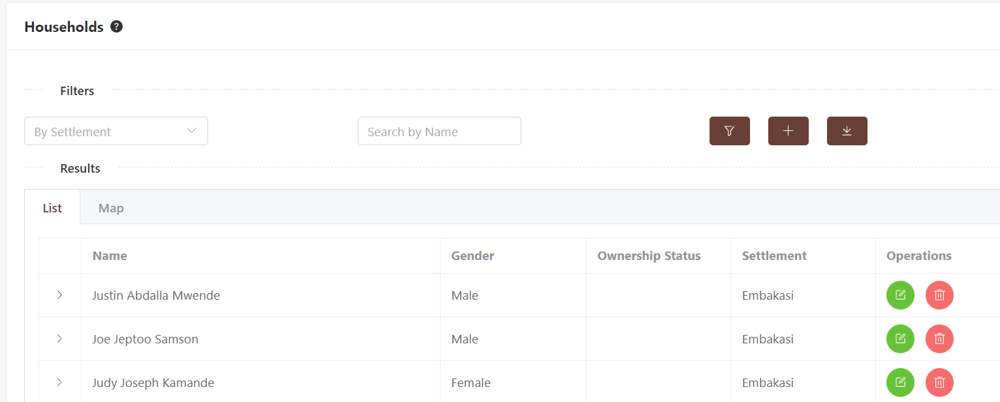 Households ?
Filters
By Settlement Search by Name
Results
List Map
Name Gender Ownership Status Settlement Operations
Justin Abdalla Mwende Male Embakasi
Joe Jeptoo Samson Male Embakasi
Judy Joseph Kamande Female Embakasi